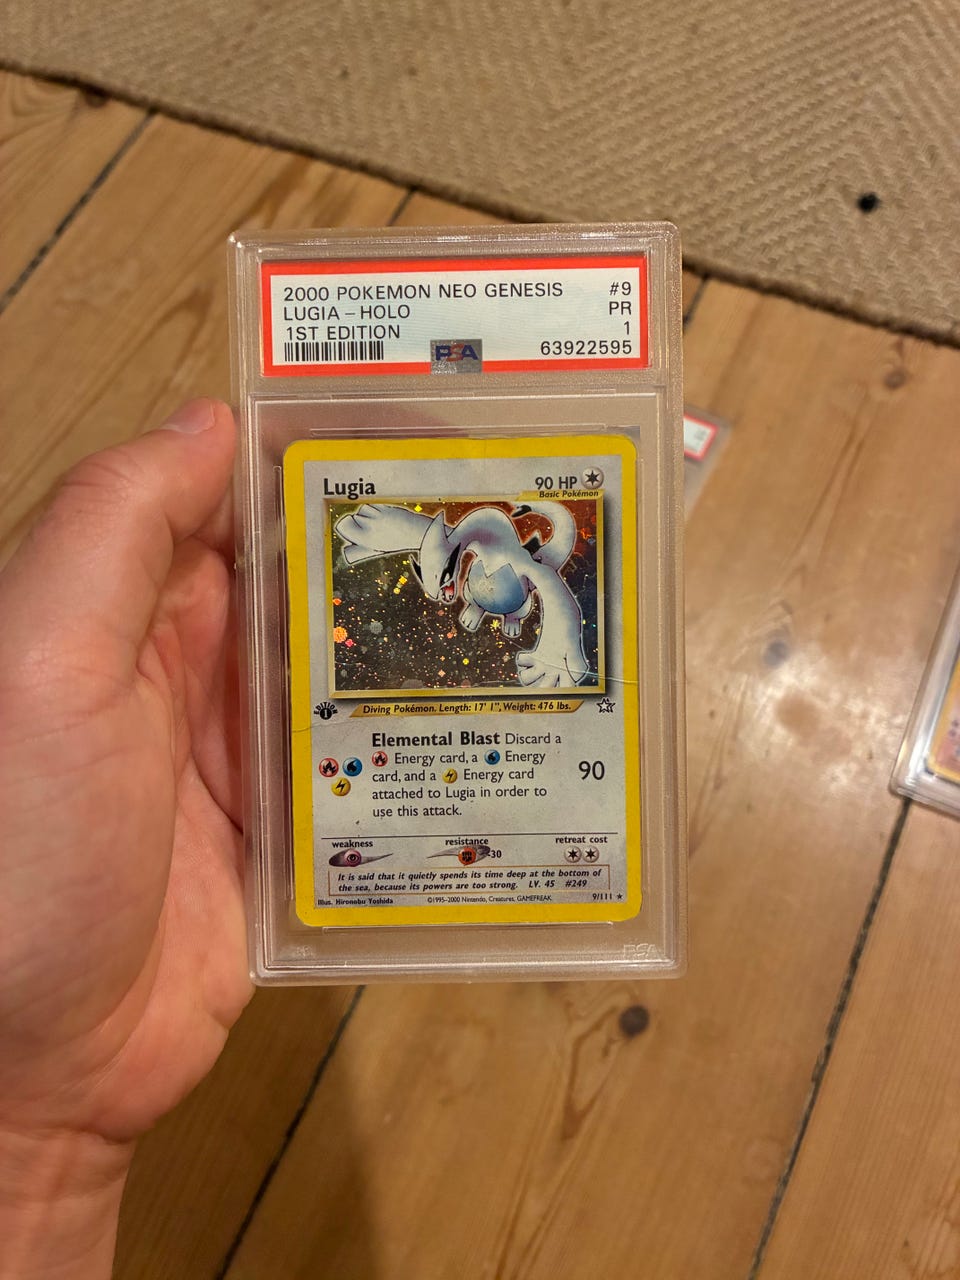 2000 POKEMON NEO GENESIS #9
LUGIA - HOLO PR
1ST EDITION 1
PSA 63922595
Lugia 90 HP
Basic Pokémon
EDITION
1
Diving Pokémon. Length: 17' 1", Weight: 476 lbs.
Elemental Blast Discard a
Energy card, a Energy
card, and a Energy card 90
attached to Lugia in order to
use this attack.
weakness resistance retreat cost
-30
It is said that it quietly spends its time deep at the bottom of
the sea, because its powers are too strong. LV. 45 #249
Illus. Hironobu Yoshida ©1995-2000 Nintendo, Creatures, GAMEFREAK. 9/111 ★
PSA